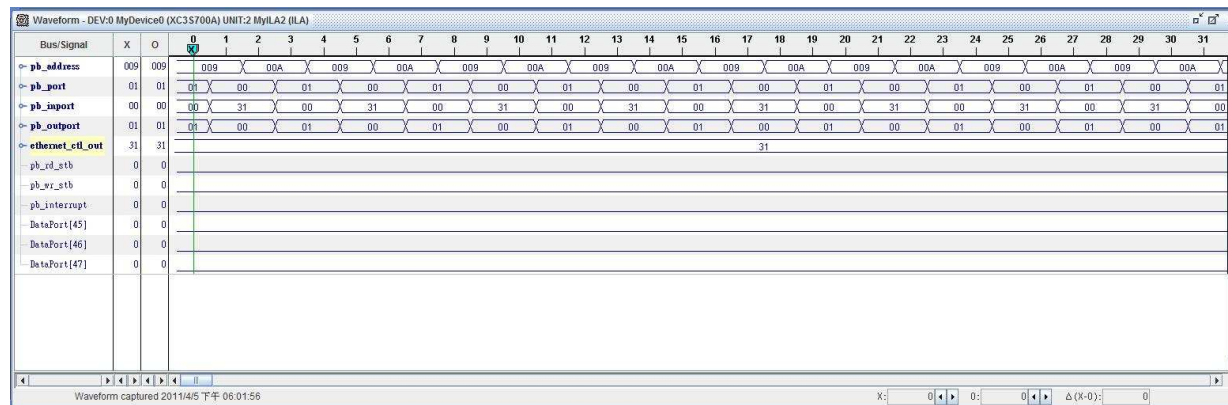 Waveform - DEV:0 MyDevice0 (XC3S700A) UNIT:2 MyILA2 (ILA)
Bus/Signal X O 0 1 2 3 4 5 6 7 8 9 10 11 12 13 14 15 16 17 18 19 20 21 22 23 24 25 26 27 28 29 30 31
X
pb_address 009 009 009 00A 009 00A 009 00A 009 00A 009 00A 009 00A 009 00A 009 00A
pb_port 01 01 01 00 01 00 01 00 01 00 01 00 01 00 01 00 01 00 01 00 01
pb_inport 00 00 00 31 00 31 00 31 00 31 00 31 00 31 00 31 00 31 00
pb_outport 01 01 01 00 01 00 01 00 01 00 01 00 01 00 01 00 01 00 01
ethernet_ctl_out 31 31 31
pb_rd_stb 0 0
pb_wr_stb 0 0
pb_interrupt 0 0
DataPort[45] 0 0
DataPort[46] 0 0
DataPort[47] 0 0
Waveform captured 2011/4/5 下午 06:01:56 X: 0 O: 0 Δ(X-O): 0